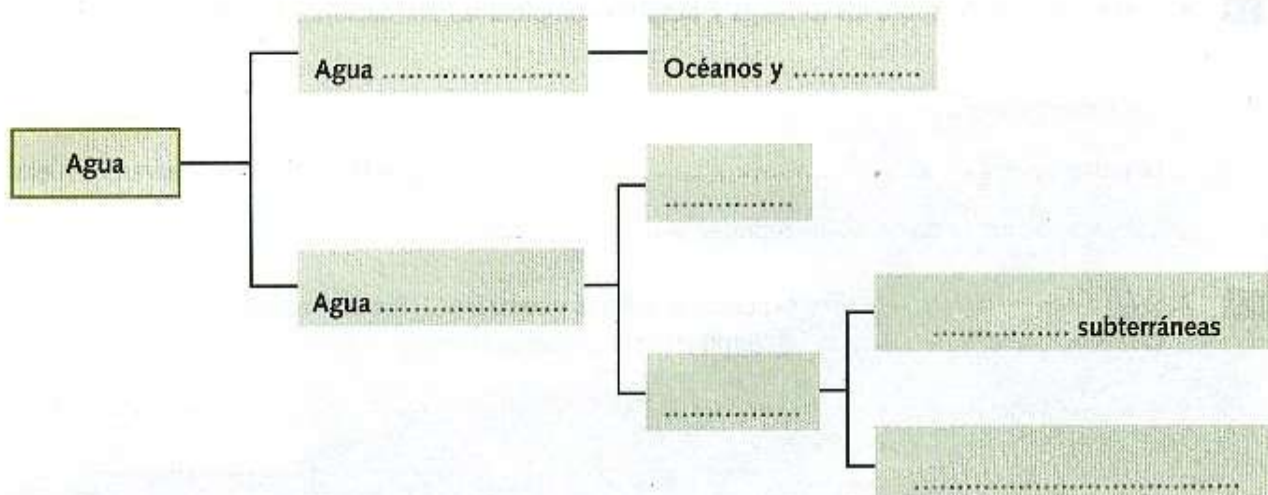 Agua ........................
Océanos y ................
Agua
................
Agua .........................
................. subterráneas
................
........................................